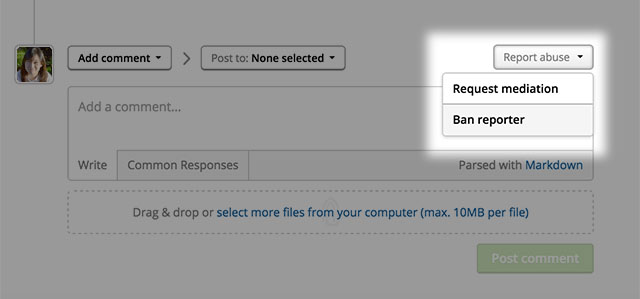 Add comment
Post to: None selected
Report abuse
Request mediation
Ban reporter
Add a comment...
Write
Common Responses
Parsed with Markdown
Drag & drop or select more files from your computer (max. 10MB per file)
Post comment